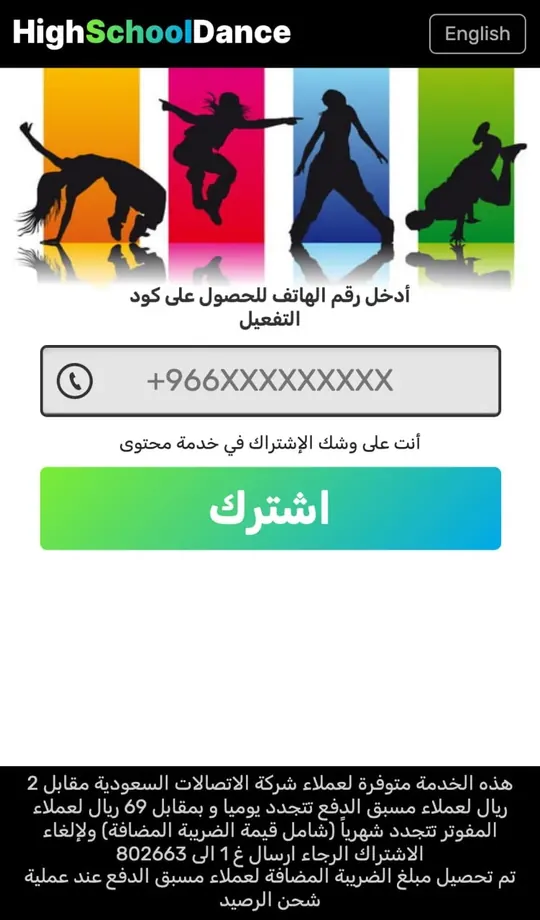 HighSchoolDance
English
أدخل رقم الهاتف للحصول على كود
التفعيل
+966XXXXXXXXX
أنت على وشك الإشتراك في خدمة محتوى
اشترك
هذه الخدمة متوفرة لعملاء شركة الاتصالات السعودية مقابل 2
ريال لعملاء مسبق الدفع تتجدد يوميا و بمقابل 69 ريال لعملاء
المفوتر تتجدد شهرياً (شامل قيمة الضريبة المضافة) ولإلغاء
الاشتراك الرجاء ارسال غ 1 الى 802663
تم تحصيل مبلغ الضريبة المضافة لعملاء مسبق الدفع عند عملية
شحن الرصيد